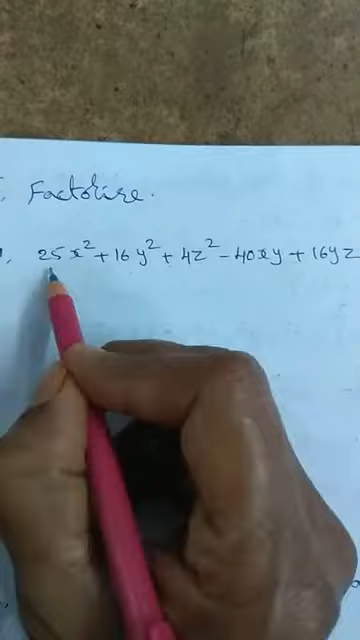 Factorise.
25x² + 16y² + 4z² - 40xy + 16yz